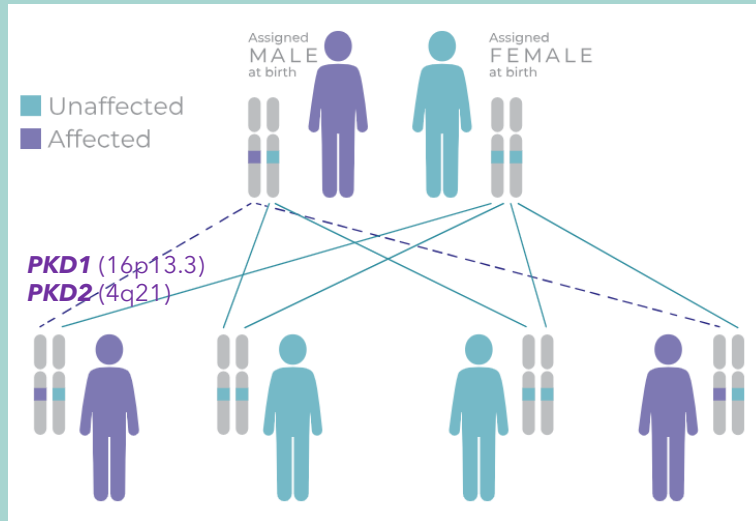 Assigned
MALE
at birth
Assigned
FEMALE
at birth
Unaffected
Affected
PKD1 (16p13.3)
PKD2 (4q21)